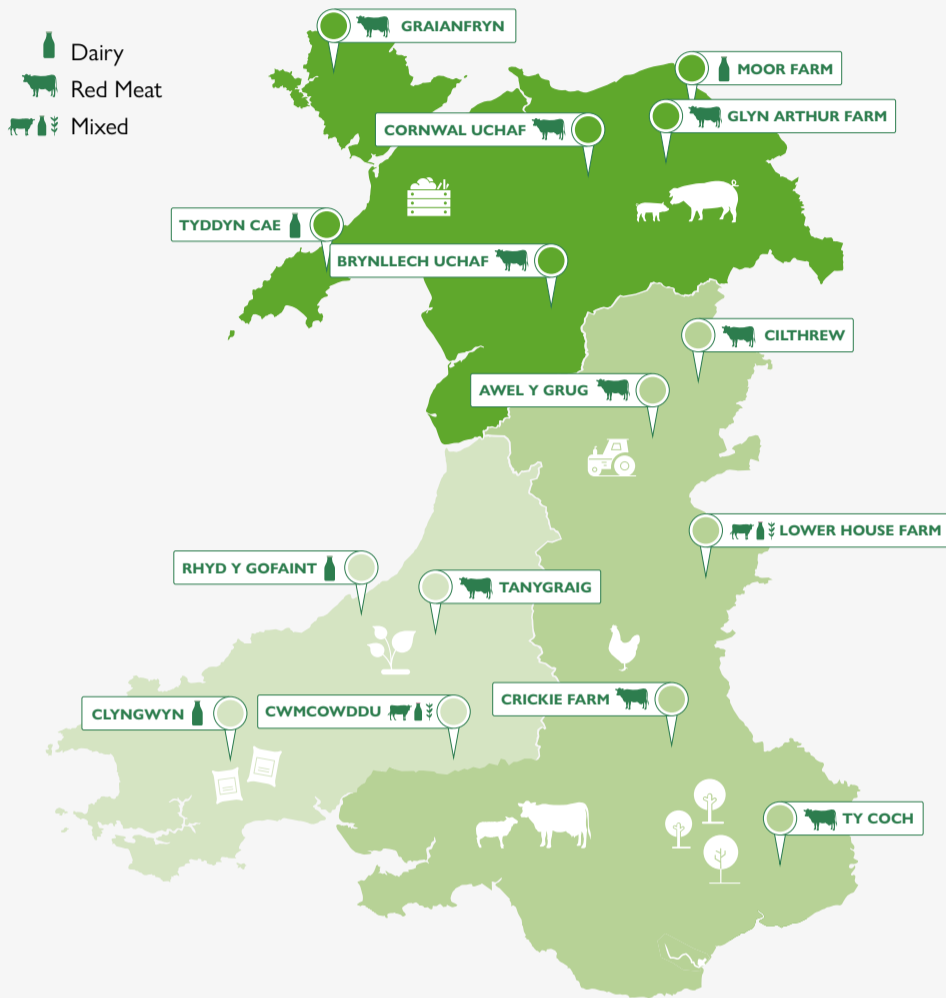 Dairy
Red Meat
Mixed
GRAIANFRYN
MOOR FARM
GLYN ARTHUR FARM
CORNWAL UCHAF
TYDDYN CAE
BRYNLLECH UCHAF
CILTHREW
AWEL Y GRUG
LOWER HOUSE FARM
RHYD Y GOFAINT
TANYGRAIG
CLYNGWYN
CWMCOWDDU
CRICKIE FARM
TY COCH